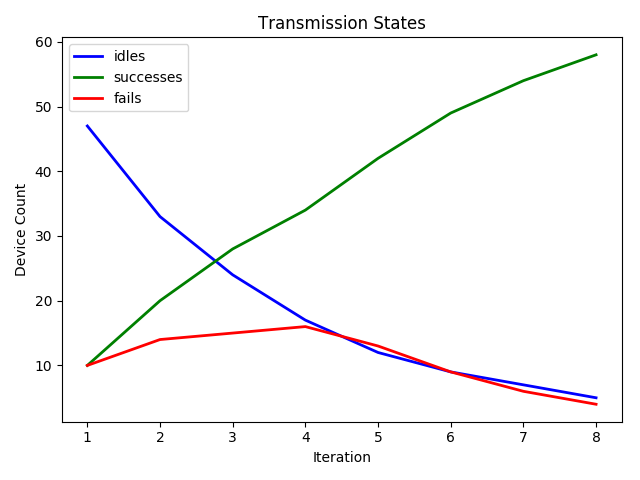 Transmission States
idles
successes
fails
60
50
40
30
20
10
Device Count
1 2 3 4 5 6 7 8
Iteration